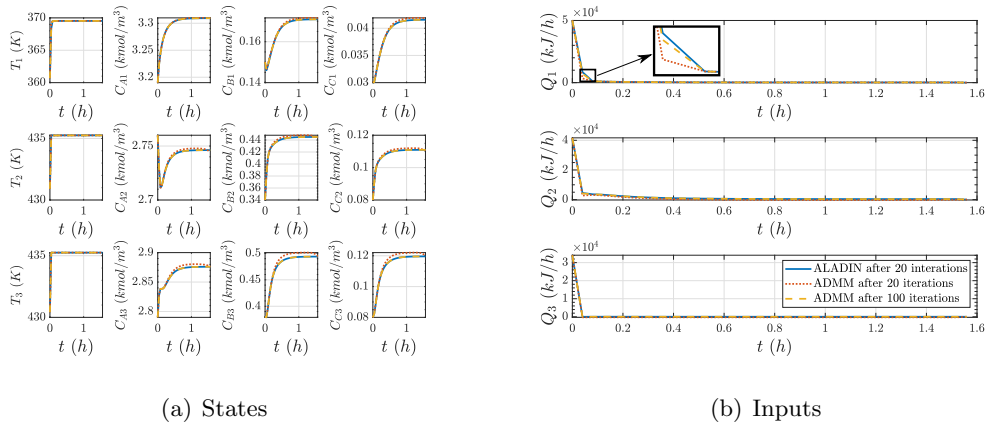 370
365
360
T1 (K)
0 1
t (h)
3.3
3.2
CA1 (kmol/m³)
0 1
t (h)
0.16
0.14
CB1 (kmol/m³)
0 1
t (h)
0.04
0.035
0.03
CC1 (kmol/m³)
0 1
t (h)
435
430
T2 (K)
0 1
t (h)
2.75
2.7
CA2 (kmol/m³)
0 1
t (h)
0.44
0.42
0.4
0.38
0.36
0.34
CB2 (kmol/m³)
0 1
t (h)
0.12
0.1
0.08
CC2 (kmol/m³)
0 1
t (h)
435
430
T3 (K)
0 1
t (h)
2.9
2.85
2.8
CA3 (kmol/m³)
0 1
t (h)
0.5
0.45
0.4
CB3 (kmol/m³)
0 1
t (h)
0.12
0.1
0.08
CC3 (kmol/m³)
0 1
t (h)
(a) States
×10⁴
5
0
Q1 (kJ/h)
0 0.2 0.4 0.6 0.8 1 1.2 1.4 1.6
t (h)
×10⁴
4
2
0
Q2 (kJ/h)
0 0.2 0.4 0.6 0.8 1 1.2 1.4 1.6
t (h)
×10⁴
3
2
1
0
Q3 (kJ/h)
ALADIN after 20 interations
ADMM after 20 iterations
ADMM after 100 iterations
0 0.2 0.4 0.6 0.8 1 1.2 1.4 1.6
t (h)
(b) Inputs